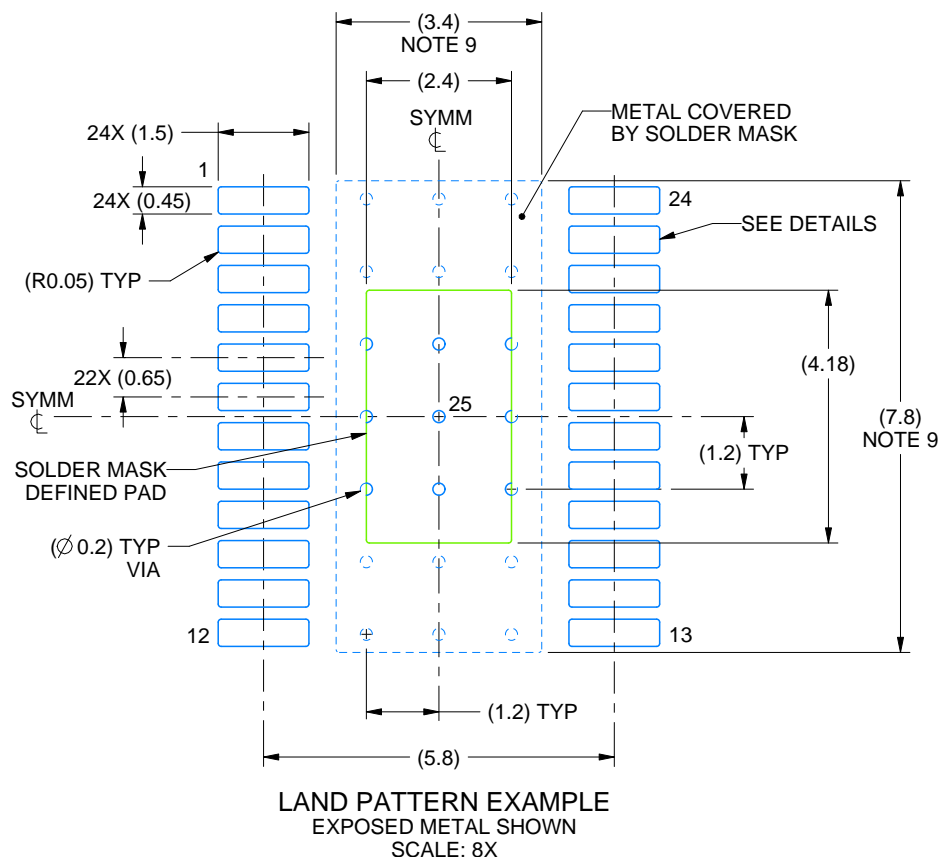 (3.4)
NOTE 9
(2.4)
SYMM
METAL COVERED
BY SOLDER MASK
24X (1.5)
1
24X (0.45)
24
SEE DETAILS
(R0.05) TYP
(4.18)
22X (0.65)
SYMM
25
(7.8)
NOTE 9
(1.2) TYP
SOLDER MASK
DEFINED PAD
(∅ 0.2) TYP
VIA
12
13
(1.2) TYP
(5.8)
LAND PATTERN EXAMPLE
EXPOSED METAL SHOWN
SCALE: 8X